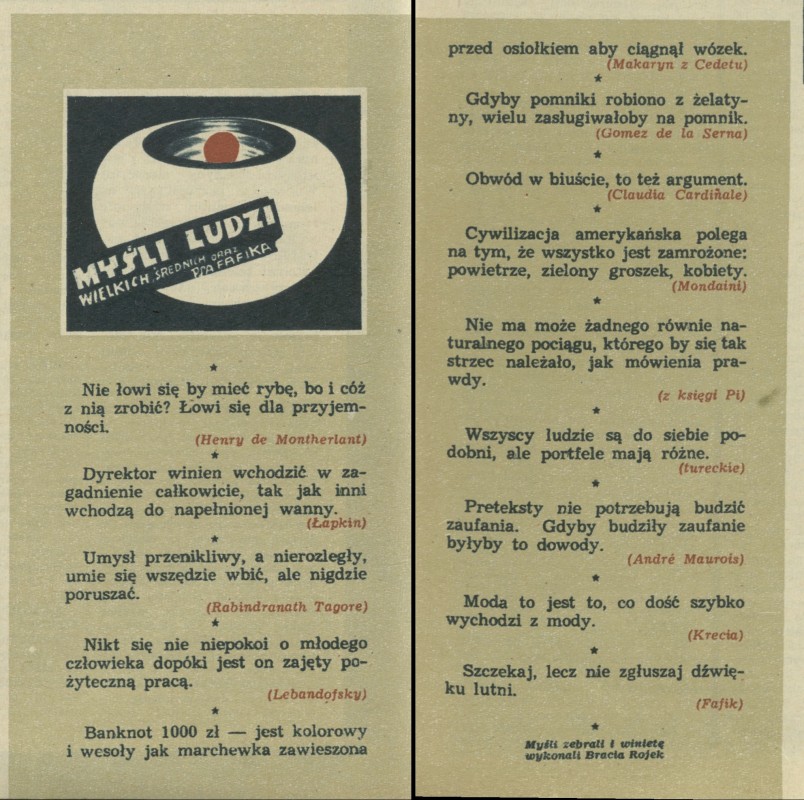 MYŚLI LUDZI
WIELKICH, ŚREDNICH ORAZ
PSA FAFIKA
★
Nie łowi się by mieć rybę, bo i cóż
z nią zrobić? Łowi się dla przyjem-
ności.
(Henry de Montherlant)
★
Dyrektor winien wchodzić w za-
gadnienie całkowicie, tak jak inni
wchodzą do napełnionej wanny.
(Łapkin)
★
Umysł przenikliwy, a nierozległy,
umie się wszędzie wbić, ale nigdzie
poruszać.
(Rabindranath Tagore)
★
Nikt się nie niepokoi o młodego
człowieka dopóki jest on zajęty po-
żyteczną pracą.
(Lebandofsky)
★
Banknot 1000 zł — jest kolorowy
i wesoły jak marchewka zawieszona
przed osiołkiem aby ciągnął wózek.
(Makaryn z Cedetu)
★
Gdyby pomniki robiono z żelaty-
ny, wielu zasługiwałoby na pomnik.
(Gomez de la Serna)
★
Obwód w biuście, to też argument.
(Claudia Cardiñale)
★
Cywilizacja amerykańska polega
na tym, że wszystko jest zamrożone:
powietrze, zielony groszek, kobiety.
(Mondaini)
★
Nie ma może żadnego równie na-
turalnego pociągu, którego by się tak
strzec należało, jak mówienia pra-
wdy.
(z księgi Pi)
★
Wszyscy ludzie są do siebie po-
dobni, ale portfele mają różne.
(tureckie)
★
Preteksty nie potrzebują budzić
zaufania. Gdyby budziły zaufanie
byłyby to dowody.
(André Maurois)
★
Moda to jest to, co dość szybko
wychodzi z mody.
(Krecia)
★
Szczekaj, lecz nie zgłuszaj dźwię-
ku lutni.
(Fafik)
★
Myśli zebrali i winietę
wykonali Bracia Rojek